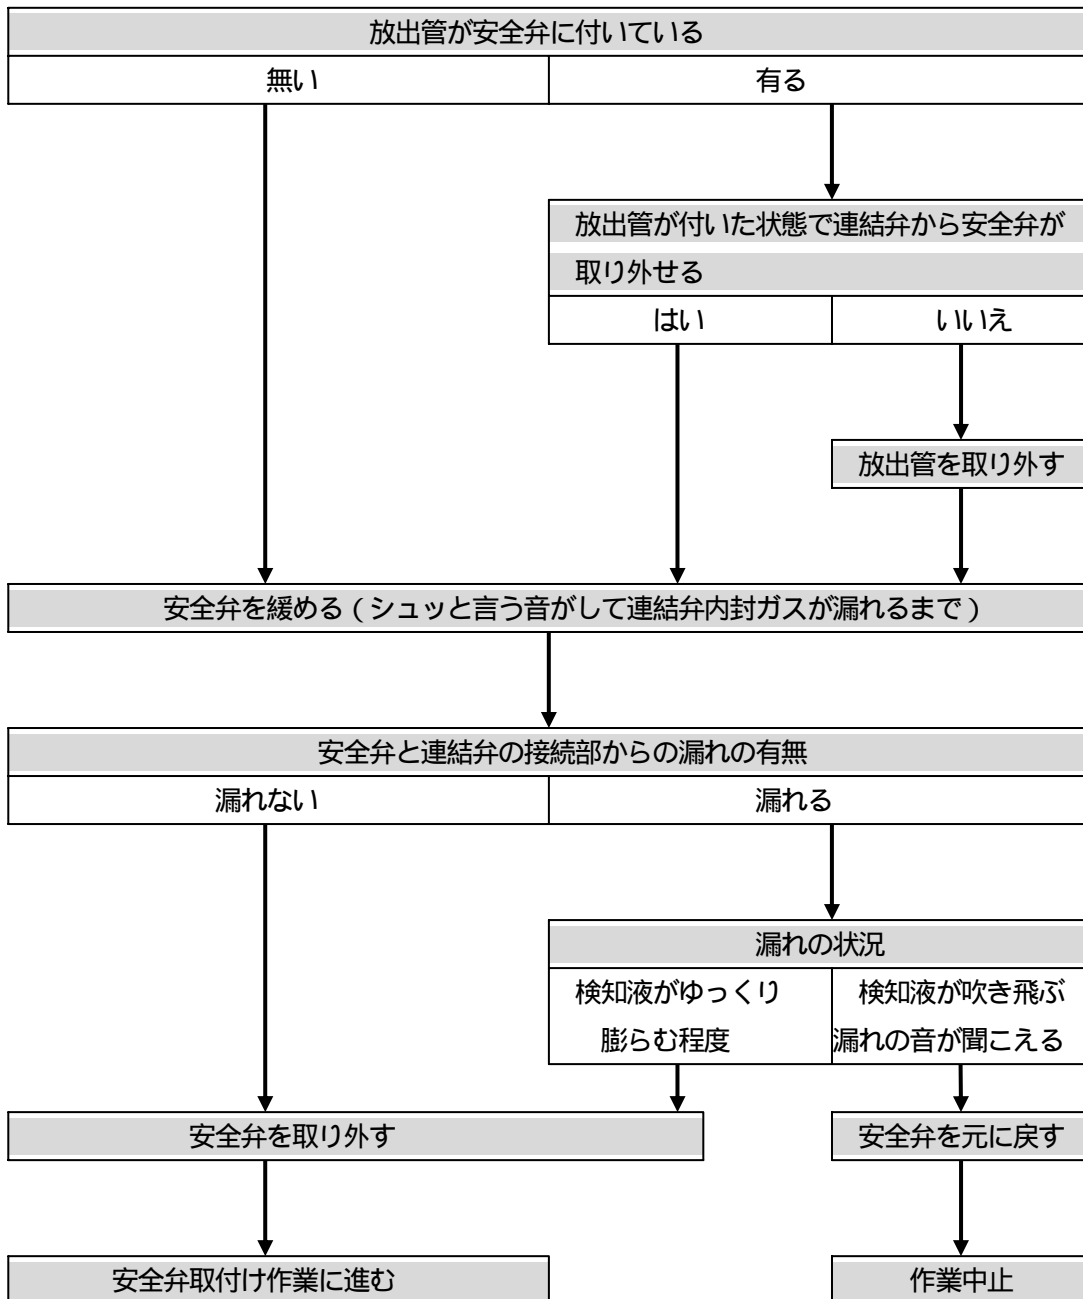 放出管が安全弁に付いている
無い
有る
放出管が付いた状態で連結弁から安全弁が
取り外せる
はい
いいえ
放出管を取り外す
安全弁を緩める（シュッと言う音がして連結弁内封ガスが漏れるまで）
安全弁と連結弁の接続部からの漏れの有無
漏れない
漏れる
漏れの状況
検知液がゆっくり
膨らむ程度
検知液が吹き飛ぶ
漏れの音が聞こえる
安全弁を取り外す
安全弁を元に戻す
安全弁取付け作業に進む
作業中止